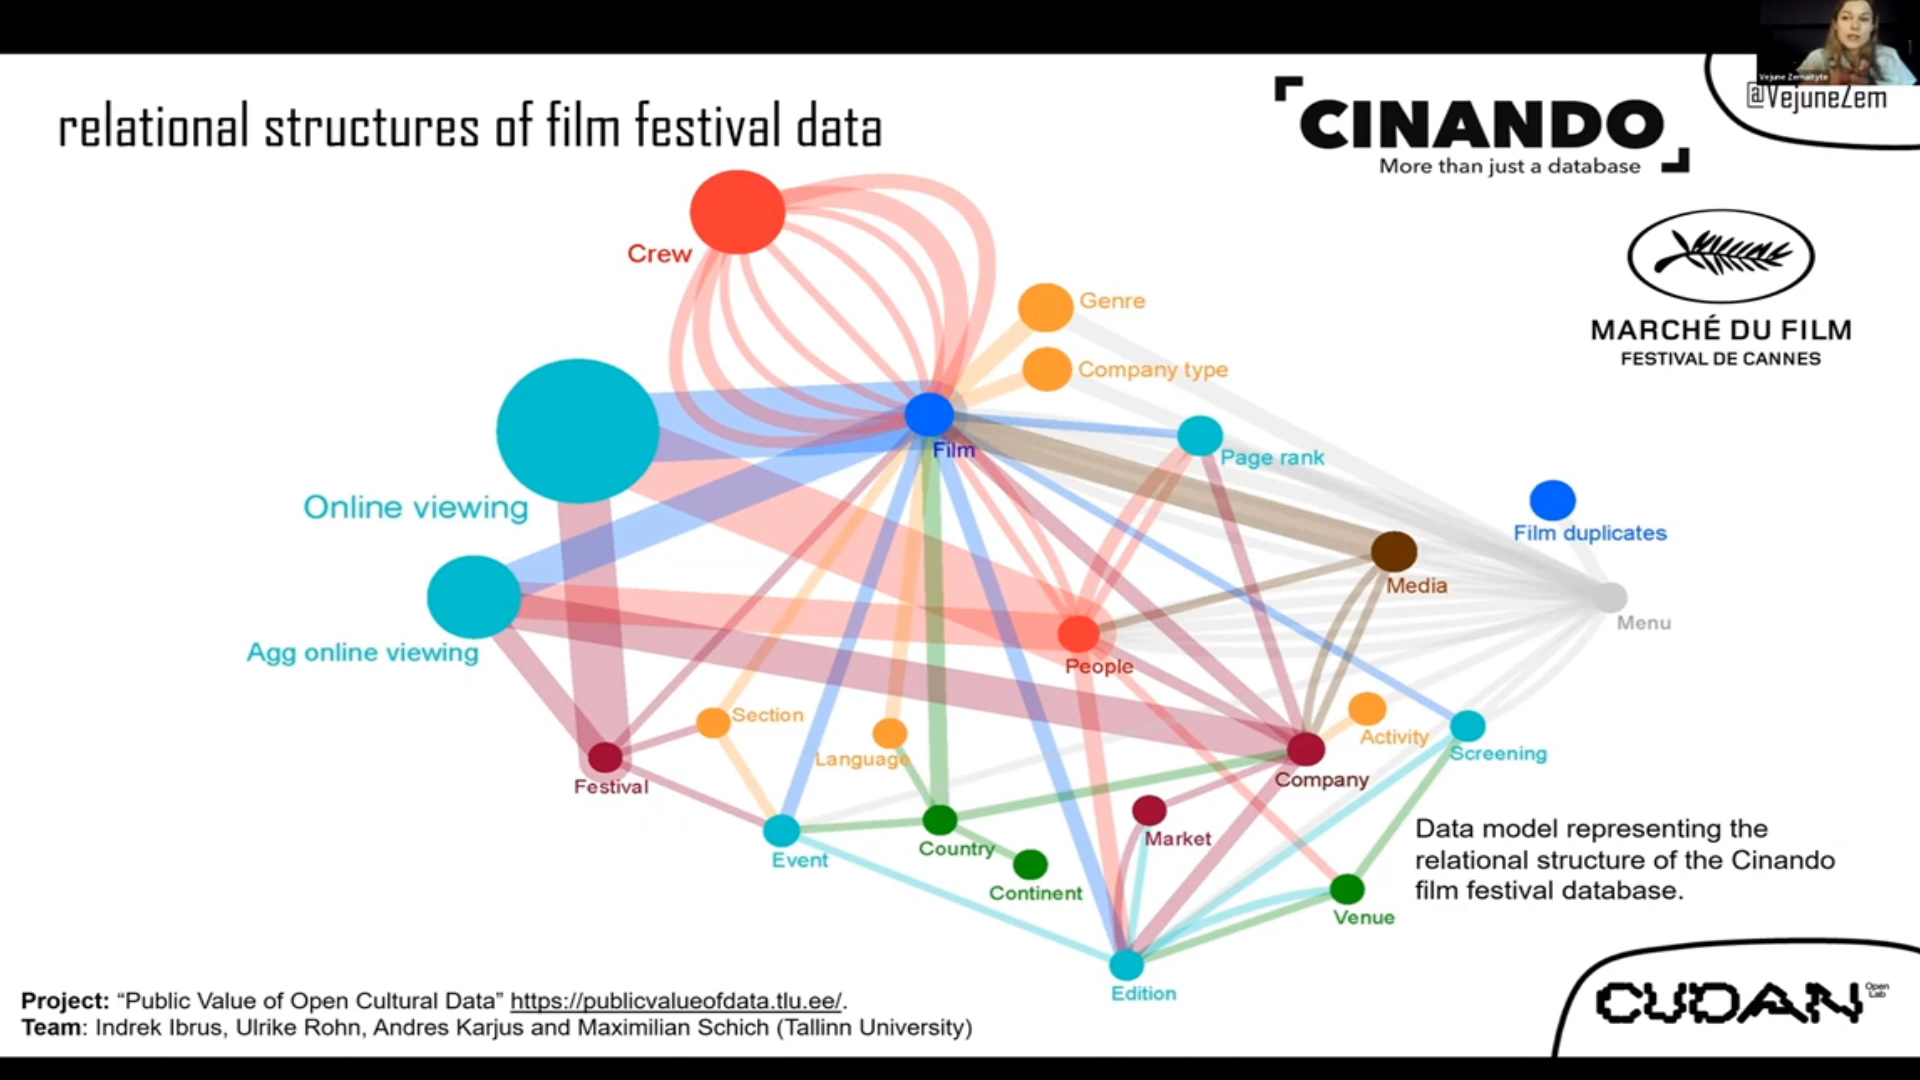 Vejune Zemaityte
@VejuneZem
relational structures of film festival data
CINANDO
More than just a database
MARCHÉ DU FILM
FESTIVAL DE CANNES
Crew
Genre
Company type
Film
Page rank
Online viewing
Film duplicates
Media
Menu
Agg online viewing
People
Section
Language
Activity
Screening
Festival
Company
Event
Country
Market
Continent
Venue
Edition
Data model representing the
relational structure of the Cinando
film festival database.
Project: “Public Value of Open Cultural Data” https://publicvalueofdata.tlu.ee/.
Team: Indrek Ibrus, Ulrike Rohn, Andres Karjus and Maximilian Schich (Tallinn University)
CUDAN
Open
Lab